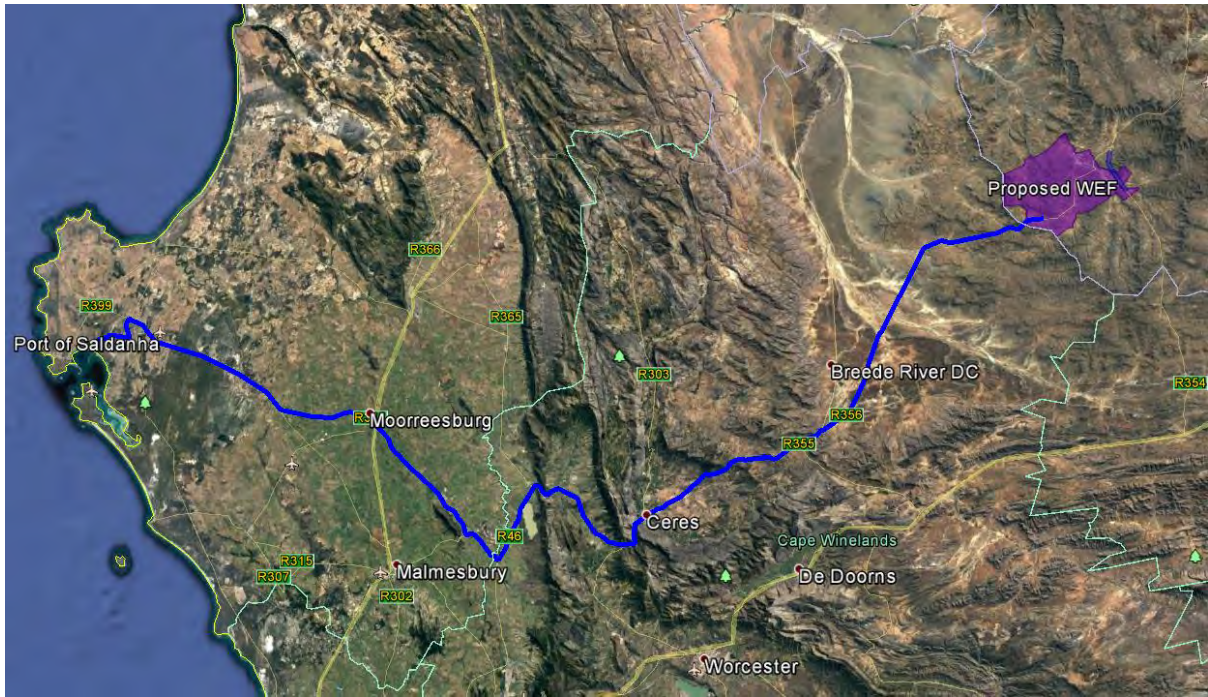 Proposed WEF
R366
R399
R365
Port of Saldanha
R303
Breede River DC
R354
Moorreesburg
R356
R355
Ceres
R46
Cape Winelands
R315
R307
Malmesbury
De Doorns
R302
Worcester